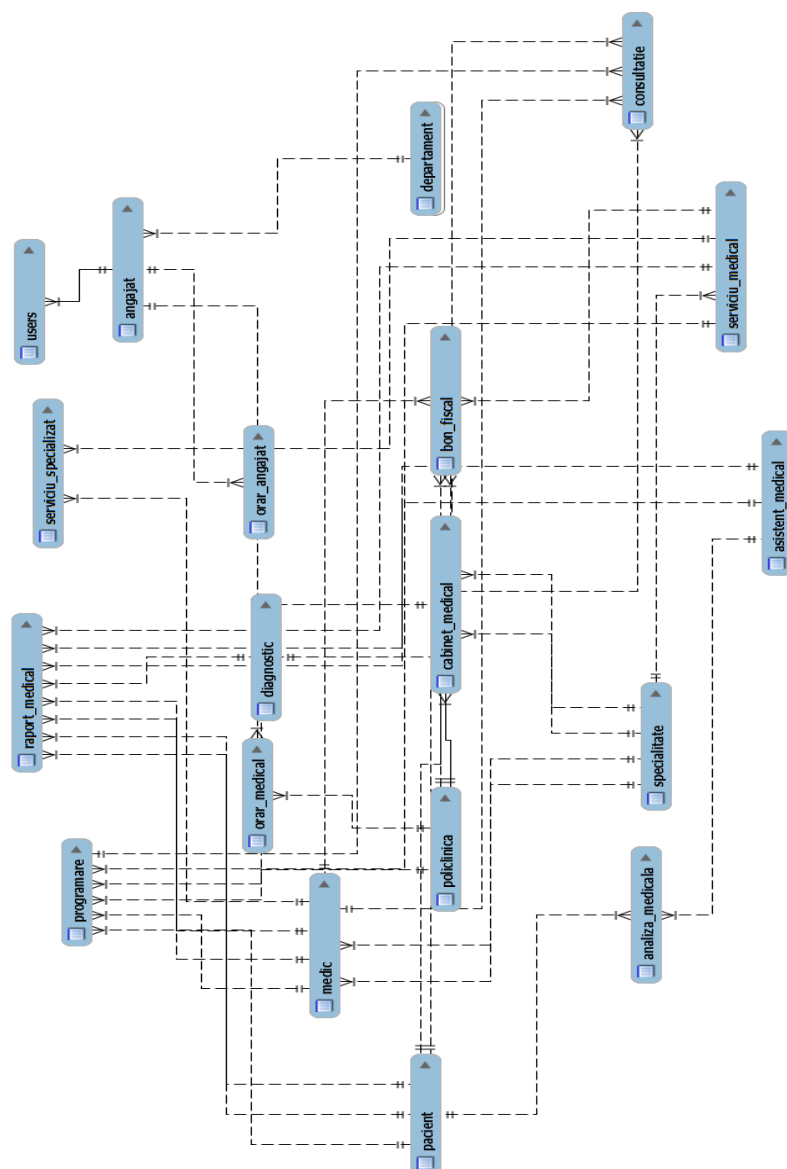 users
serviciu_specializat
raport_medical
programare
angajat
orar_angajat
diagnostic
orar_medical
medic
departament
bon_fiscal
cabinet_medical
policlinica
pacient
consultatie
specialitate
analiza_medicala
serviciu_medical
asistent_medical